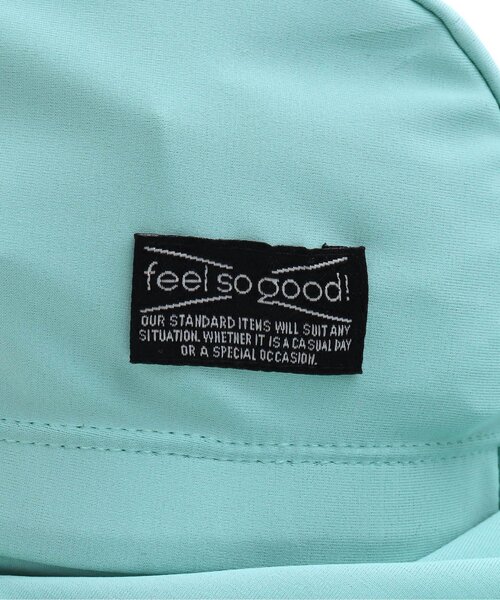 feel so good!
OUR STANDARD ITEMS WILL SUIT ANY
SITUATION. WHETHER IT IS A CASUAL DAY
OR A SPECIAL OCCASION.